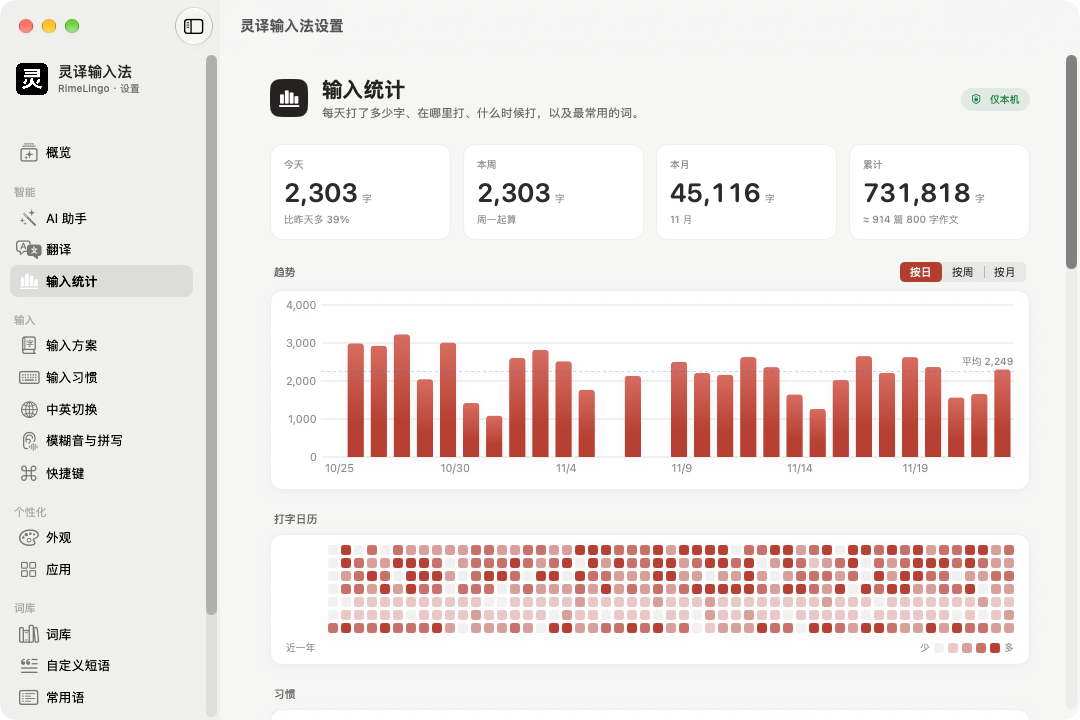 灵译输入法设置
灵
灵译输入法
RimeLingo · 设置
概览
智能
AI 助手
翻译
输入统计
输入
输入方案
输入习惯
中英切换
模糊音与拼写
快捷键
个性化
外观
应用
词库
词库
自定义短语
常用语
输入统计
每天打了多少字、在哪里打、什么时候打，以及最常用的词。
仅本机
今天
2,303 字
比昨天多 39%
本周
2,303 字
周一起算
本月
45,116 字
11 月
累计
731,818 字
≈ 914 篇 800 字作文
趋势
按日 按周 按月
4,000
3,000
平均 2,249
2,000
1,000
0
10/25 10/30 11/4 11/9 11/14 11/19
打字日历
近一年
少 多
习惯